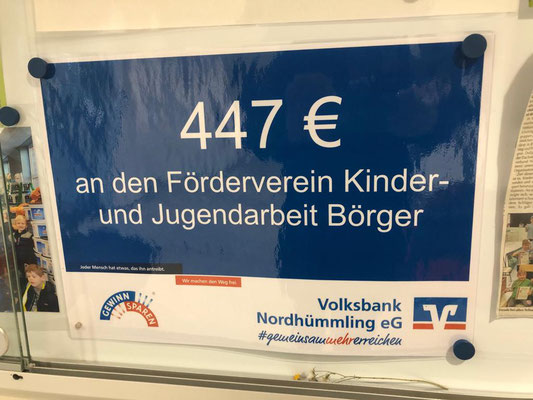 447 €
an den Förderverein Kinder-
und Jugendarbeit Börger
Jeder Mensch hat etwas, das ihn antreibt.
Wir machen den Weg frei.
GEWINN
SPAREN
Volksbank
Nordhümmling eG
#gemeinsammehrerreichen